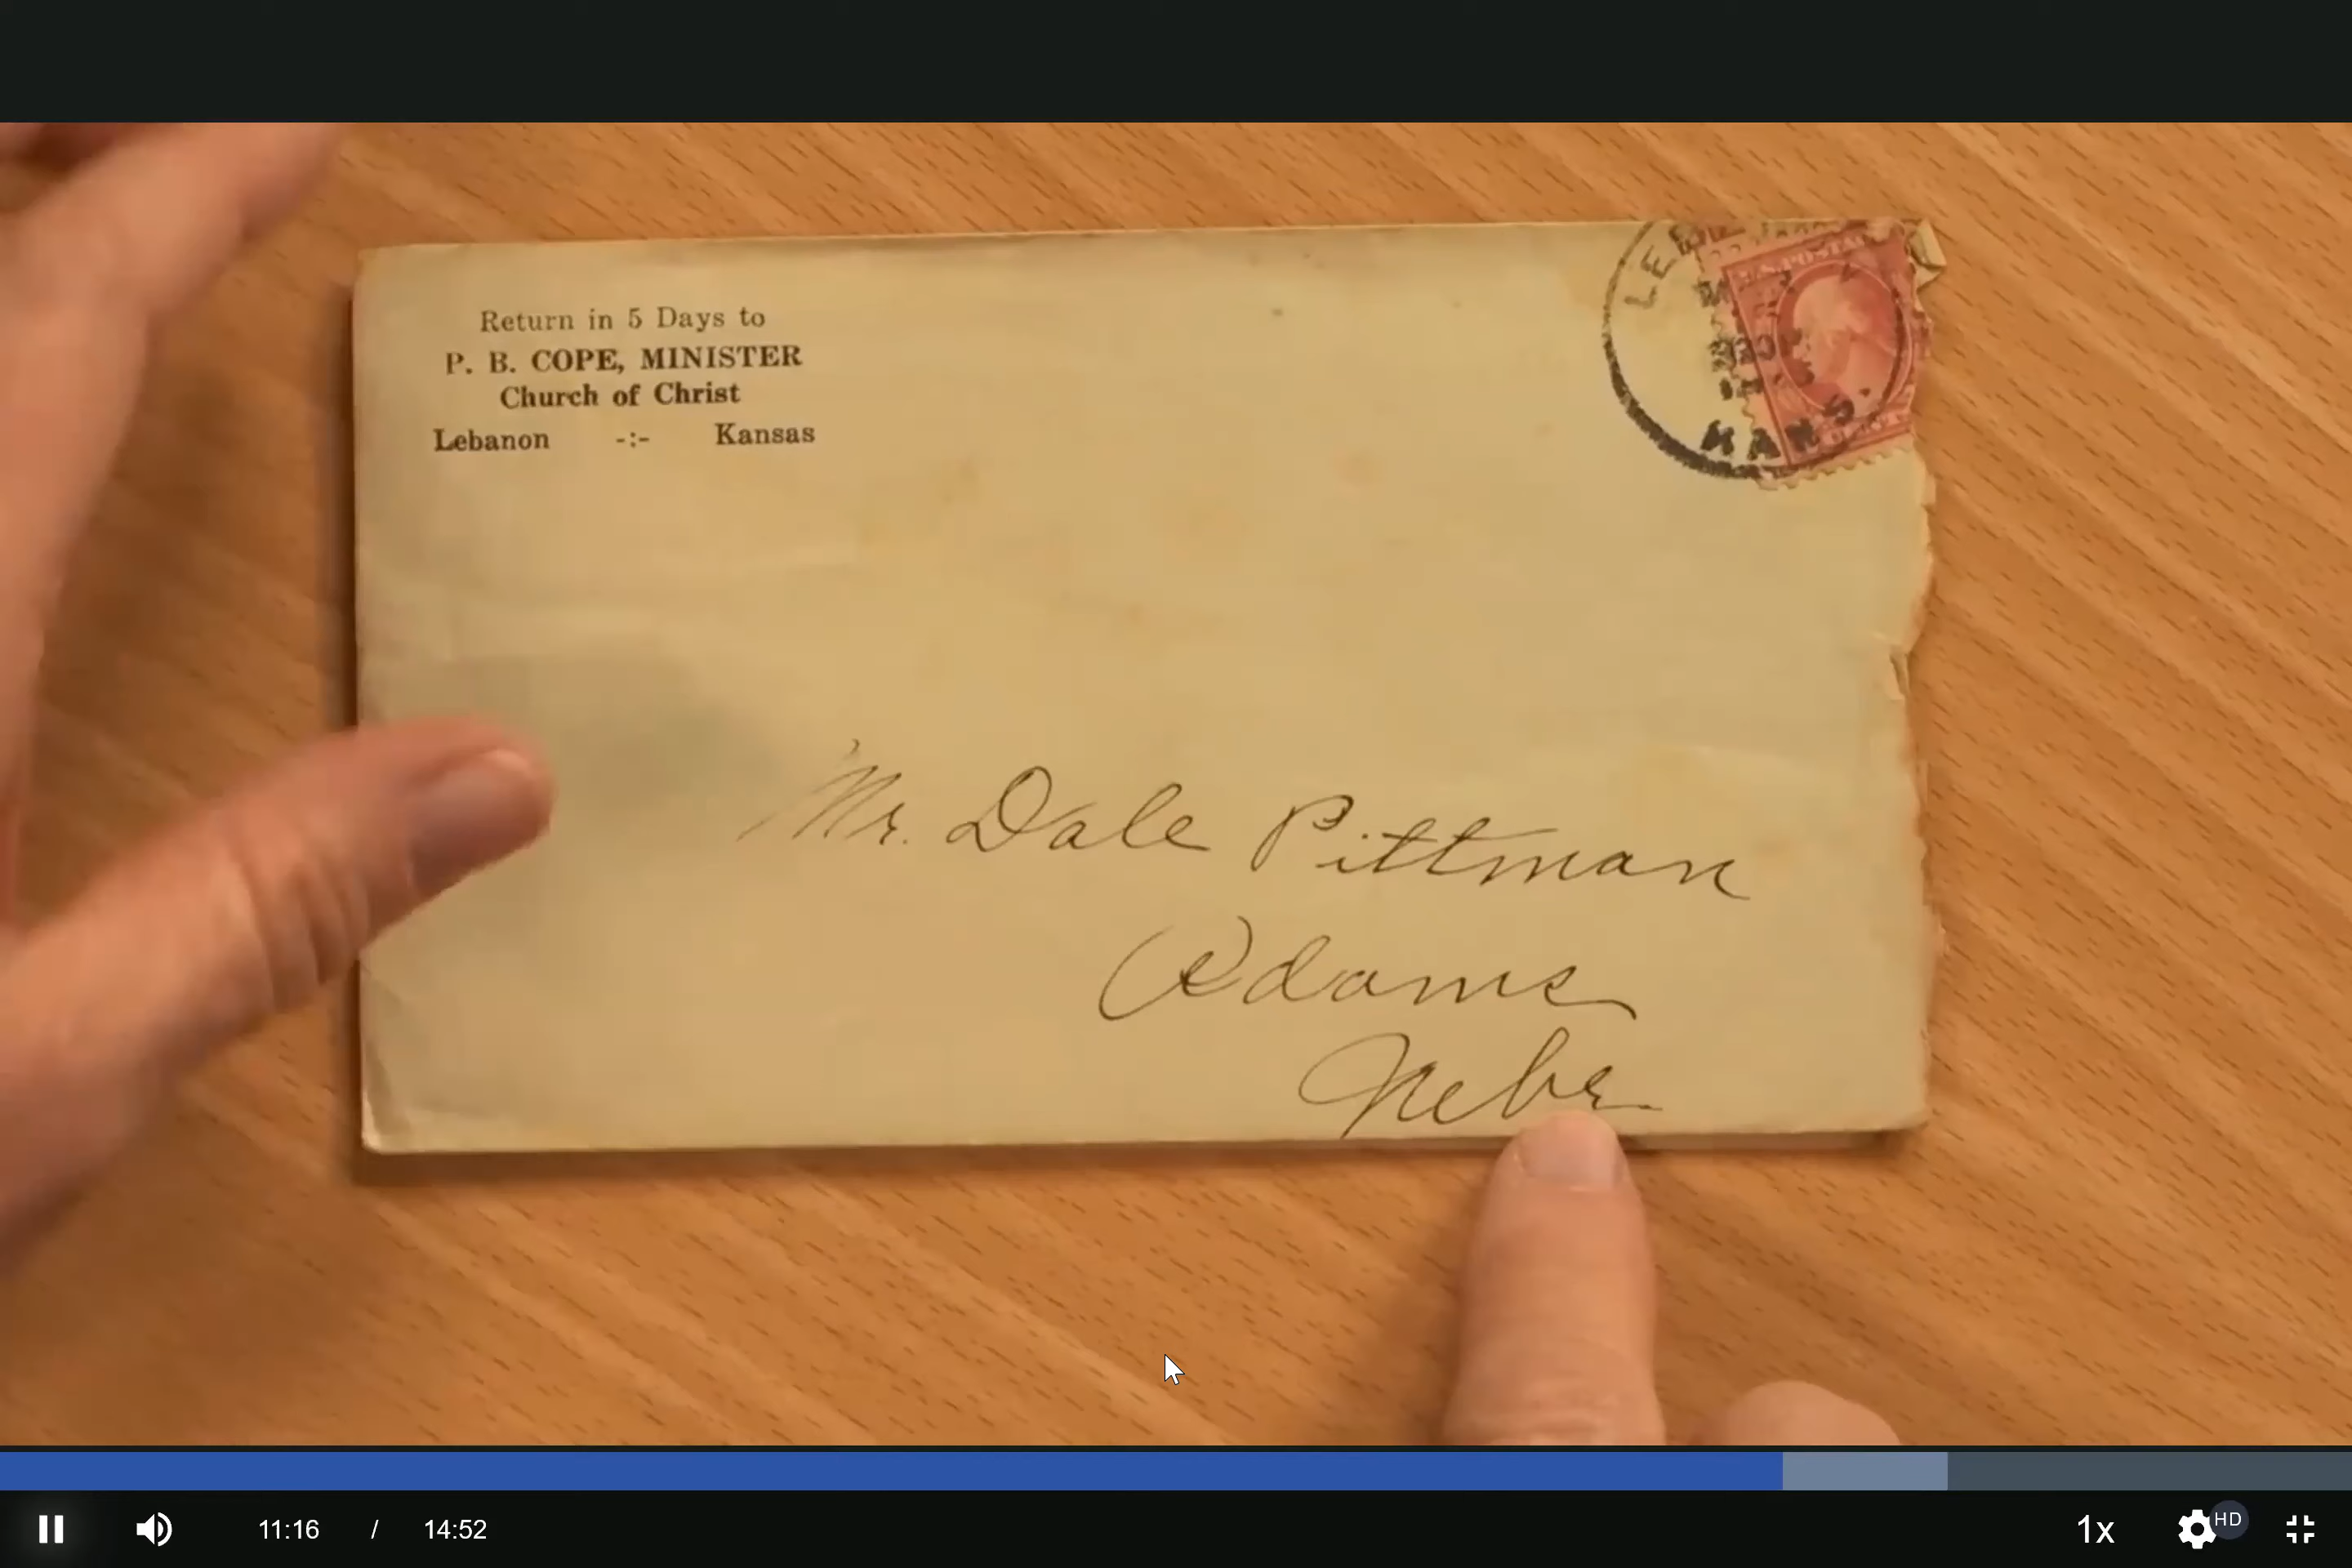 Return in 5 Days to
P. B. COPE, MINISTER
Church of Christ
Lebanon -:- Kansas
KANS.
U.S. POSTAGE
Mr. Dale Pittman
Adams
Nebr
11:16 / 14:52
1x
HD